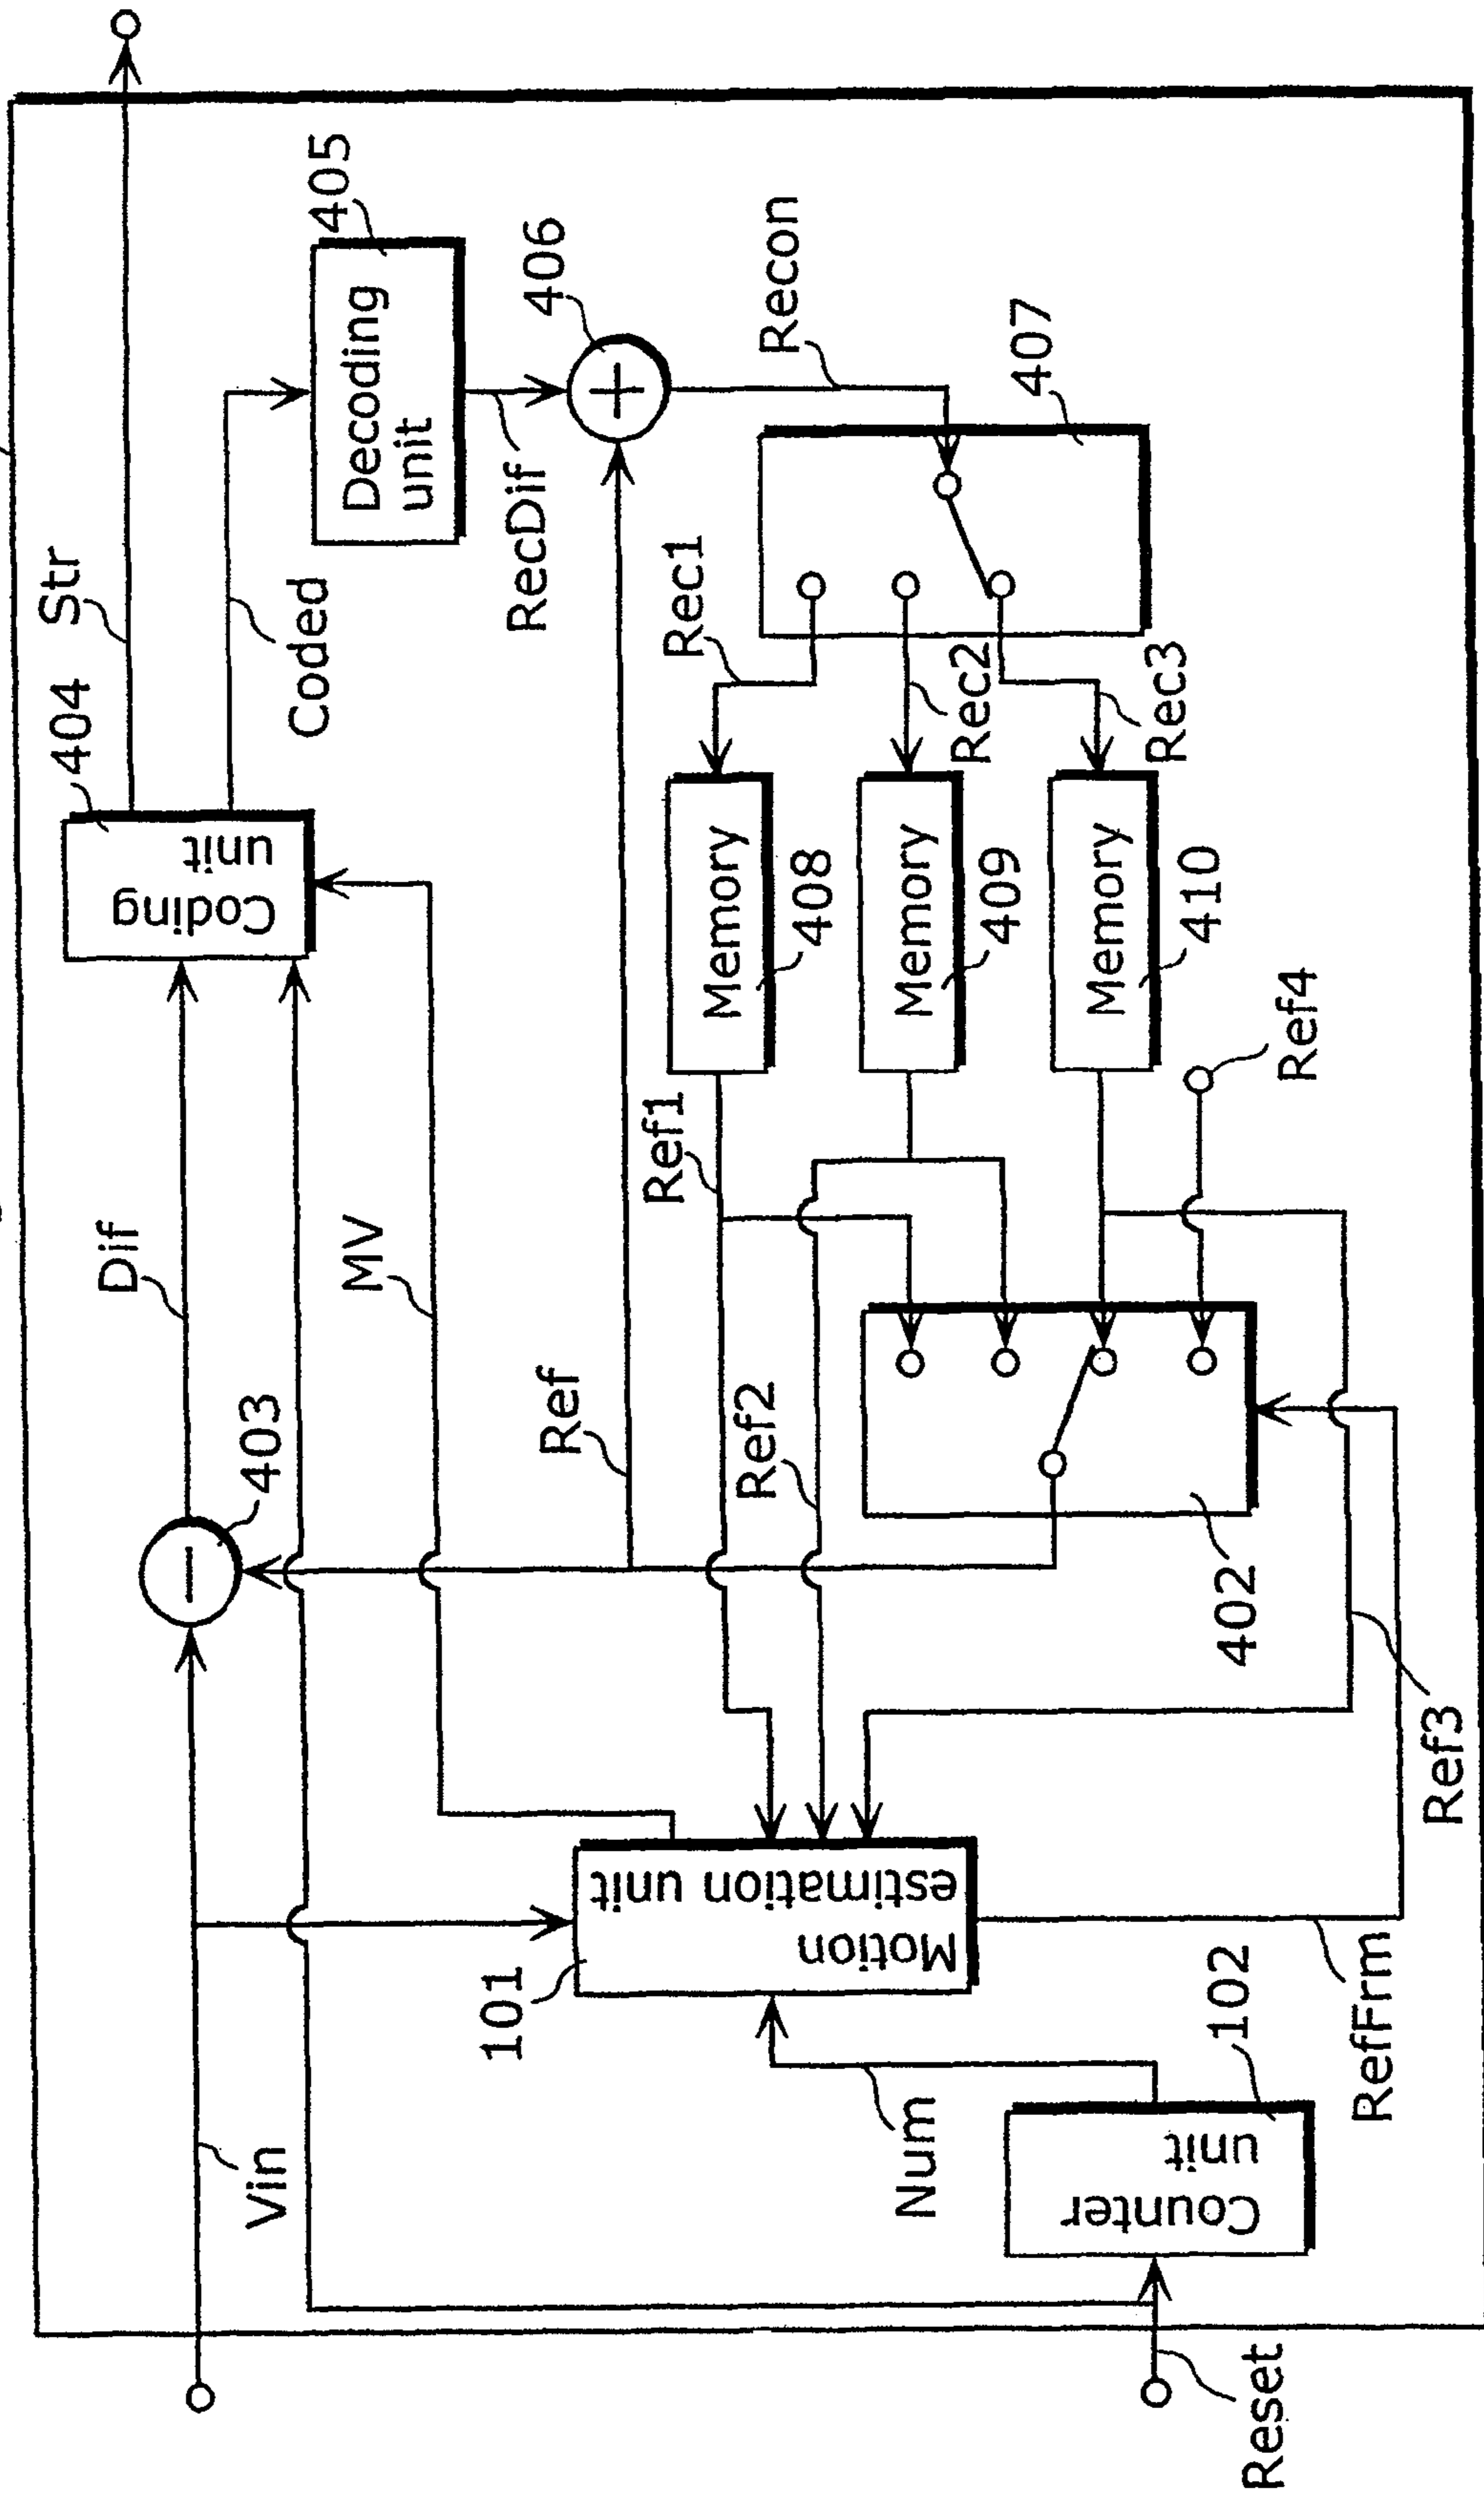 Str
404
405
Coding
unit
Decoding
unit
Coded
Dif
403
MV
RecDif
406
Vin
Ref
Rec1
Recon
101
Ref1
Memory
408
Motion
estimation unit
Ref2
Memory
409
Rec2
407
Num
402
Memory
410
Rec3
Counter
unit
102
Ref4
Reset
RefFrm
Ref3